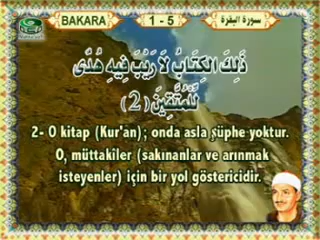 BAKARA
1 - 5
سورة البقرة
ذَلِكَ الْكِتَابُ لَا رَيْبَ فِيهِ هُدًى
لِّلْمُتَّقِينَ (2)
2- O kitap (Kur'an); onda asla şüphe yoktur.
O, müttakîler (sakınanlar ve arınmak
isteyenler) için bir yol göstericidir.